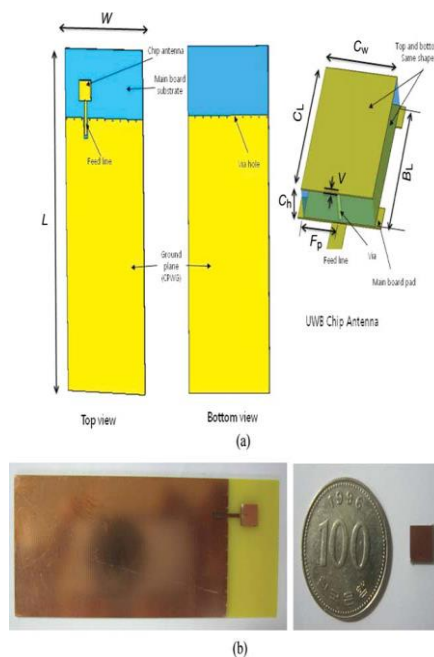 W
Chip antenna
Main board
substrate
Feed line
L
via hole
Ground
plane
(CPWG)
Top view
Bottom view
Top and bottom
Same shape
Cw
CL
BL
V
Ch
Fp
Via
Feed line
Main board pad
UWB Chip Antenna
(a)
1996
100
(b)